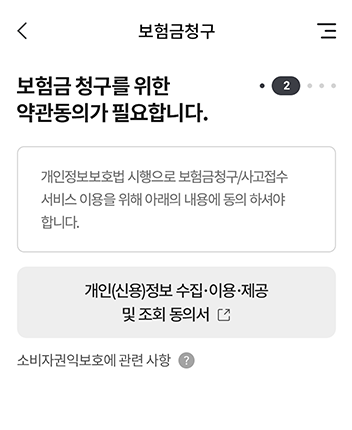 보험금청구
보험금 청구를 위한
2
약관동의가 필요합니다.
개인정보보호법 시행으로 보험금청구/사고접수
서비스 이용을 위해 아래의 내용에 동의 하셔야
합니다.
개인(신용)정보 수집·이용·제공
및 조회 동의서
소비자권익보호에 관련 사항 ?